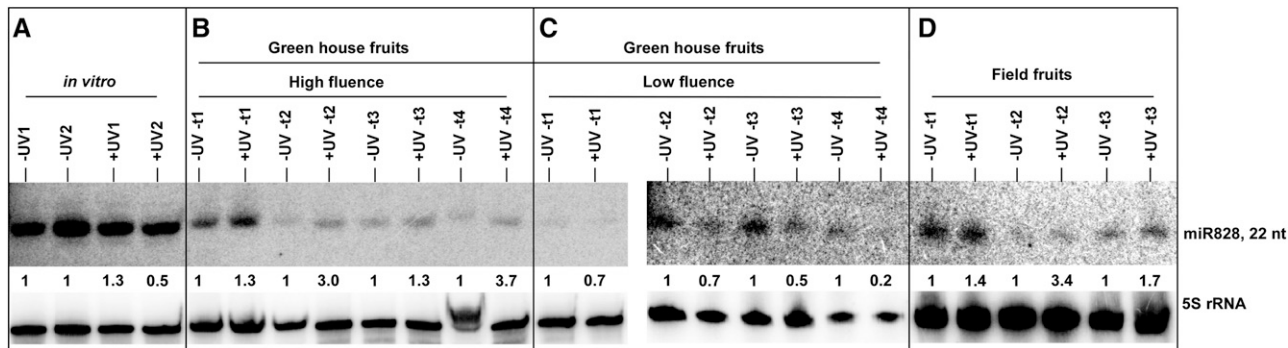 A B C D
Green house fruits Green house fruits
in vitro High fluence Low fluence Field fruits
-UV1 -UV2 +UV1 +UV2 -UV -t1 +UV -t1 -UV -t2 +UV -t2 -UV -t3 +UV -t3 -UV -t4 +UV -t4 -UV -t1 +UV -t1 -UV -t2 +UV -t2 -UV -t3 +UV -t3 -UV -t4 +UV -t4 -UV -t1 +UV-t1 -UV -t2 +UV -t2 -UV -t3 +UV -t3
miR828, 22 nt
1 1 1.3 0.5 1 1.3 1 3.0 1 1.3 1 3.7 1 0.7 1 0.7 1 0.5 1 0.2 1 1.4 1 3.4 1 1.7
5S rRNA